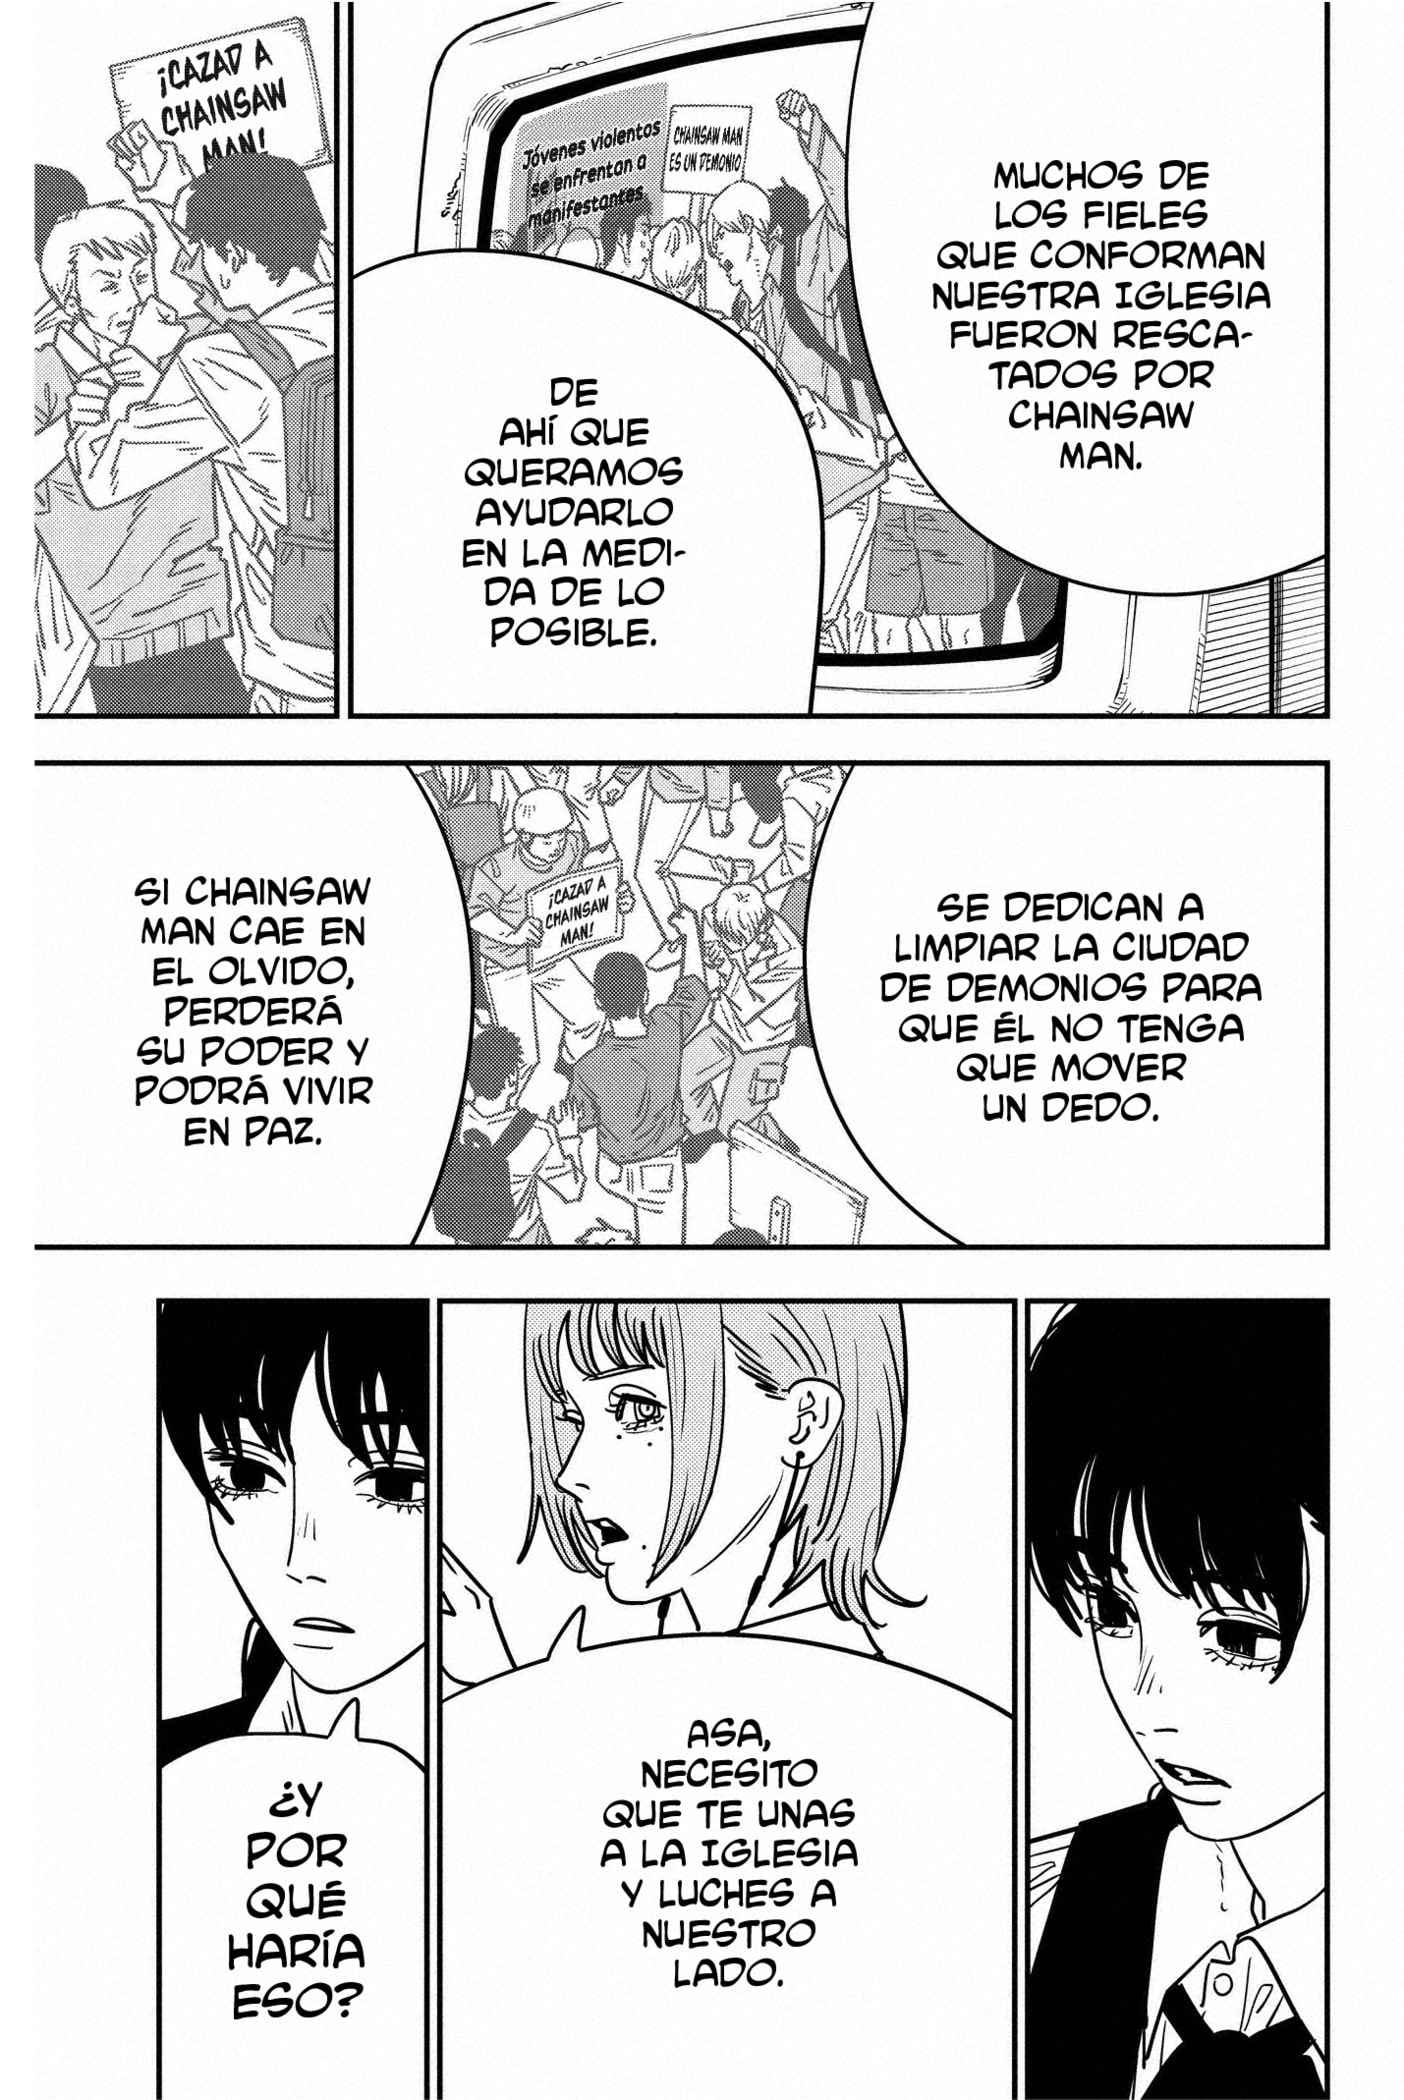 Jóvenes violentos
se enfrentan a
manifestantes
CHAINSAW MAN
ES UN DEMONIO
MUCHOS DE
LOS FIELES
QUE CONFORMAN
NUESTRA IGLESIA
FUERON RESCA-
TADOS POR
CHAINSAW
MAN.
DE
AHÍ QUE
QUERAMOS
AYUDARLO
EN LA MEDI-
DA DE LO
POSIBLE.
¡CAZAD A
CHAINSAW
MAN!
SE DEDICAN A
LIMPIAR LA CIUDAD
DE DEMONIOS PARA
QUE ÉL NO TENGA
QUE MOVER
UN DEDO.
¡CAZAD A
CHAINSAW
MAN!
SI CHAINSAW
MAN CAE EN
EL OLVIDO,
PERDERÁ
SU PODER Y
PODRÁ VIVIR
EN PAZ.
ASA,
NECESITO
QUE TE UNAS
A LA IGLESIA
Y LUCHES A
NUESTRO
LADO.
¿Y
POR
QUÉ
HARÍA
ESO?